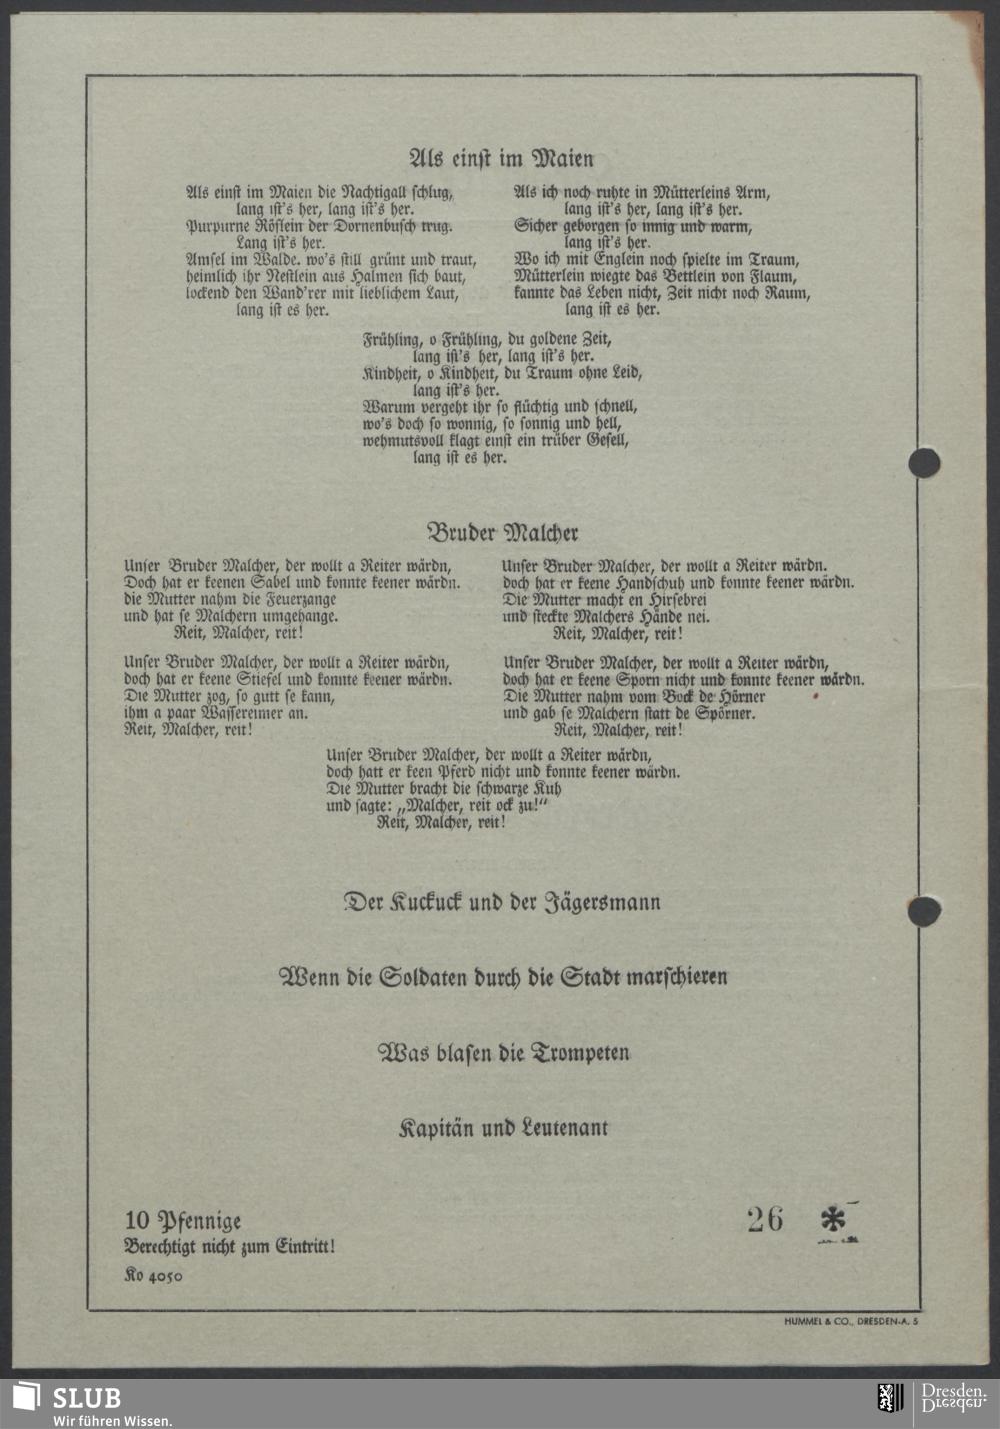 Als einst im Maien
Als einst im Maien die Nachtigall schlug,
lang ist's her, lang ist's her.
Purpurne Röslein der Dornenbusch trug.
Lang ist's her.
Amsel im Walde. wo's still grünt und traut,
heimlich ihr Nestlein aus Halmen sich baut,
lockend den Wand'rer mit lieblichem Laut,
lang ist es her.
Als ich noch ruhte in Mütterleins Arm,
lang ist's her, lang ist's her.
Sicher geborgen so innig und warm,
lang ist's her.
Wo ich mit Englein noch spielte im Traum,
Mütterlein wiegte das Bettlein von Flaum,
kannte das Leben nicht, Zeit nicht noch Raum,
lang ist es her.
Frühling, o Frühling, du goldene Zeit,
lang ist's her, lang ist's her.
Kindheit, o Kindheit, du Traum ohne Leid,
lang ist's her.
Warum vergeht ihr so flüchtig und schnell,
wo's doch so wonnig, so sonnig und hell,
wehmutsvoll klagt einst ein trüber Gesell,
lang ist es her.
Bruder Malcher
Unser Bruder Malcher, der wollt a Reiter wärdn,
Doch hat er keenen Sabel und konnte keener wärdn.
die Mutter nahm die Feuerzange
und hat se Malchern umgehange.
Reit, Malcher, reit!
Unser Bruder Malcher, der wollt a Reiter wärdn,
doch hat er keene Stiefel und konnte keener wärdn.
Die Mutter zog, so gutt se kann,
ihm a paar Wassereimer an.
Reit, Malcher, reit!
Unser Bruder Malcher, der wollt a Reiter wärdn.
doch hat er keene Handschuh und konnte keener wärdn.
Die Mutter macht en Hirsebrei
und steckte Malchers Hände nei.
Reit, Malcher, reit!
Unser Bruder Malcher, der wollt a Reiter wärdn,
doch hat er keene Sporn nicht und konnte keener wärdn.
Die Mutter nahm vom Bock de Hörner
und gab se Malchern statt de Spörner.
Reit, Malcher, reit!
Unser Bruder Malcher, der wollt a Reiter wärdn,
doch hatt er keen Pferd nicht und konnte keener wärdn.
Die Mutter bracht die schwarze Kuh
und sagte: „Malcher, reit ock zu!“
Reit, Malcher, reit!
Der Kuckuck und der Jägersmann
Wenn die Soldaten durch die Stadt marschieren
Was blasen die Trompeten
Kapitän und Leutenant
10 Pfennige
Berechtigt nicht zum Eintritt!
Ko 4050
26 *
HUMMEL & CO., DRESDEN-A. 5
SLUB
Wir führen Wissen.
Dresden.
Dresden.